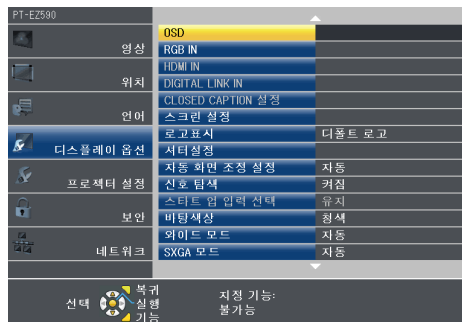 PT-EZ590
영상
위치
언어
디스플레이 옵션
프로젝터 설정
보안
네트워크
OSD
RGB IN
HDMI IN
DIGITAL LINK IN
CLOSED CAPTION 설정
스크린 설정
로고표시 디폴트 로고
셔터설정
자동 화면 조정 설정 자동
신호 탐색 켜짐
스타트 업 입력 선택 유지
바탕색상 청색
와이드 모드 자동
SXGA 모드 자동
선택
복귀
실행
기능
지정 기능:
불가능